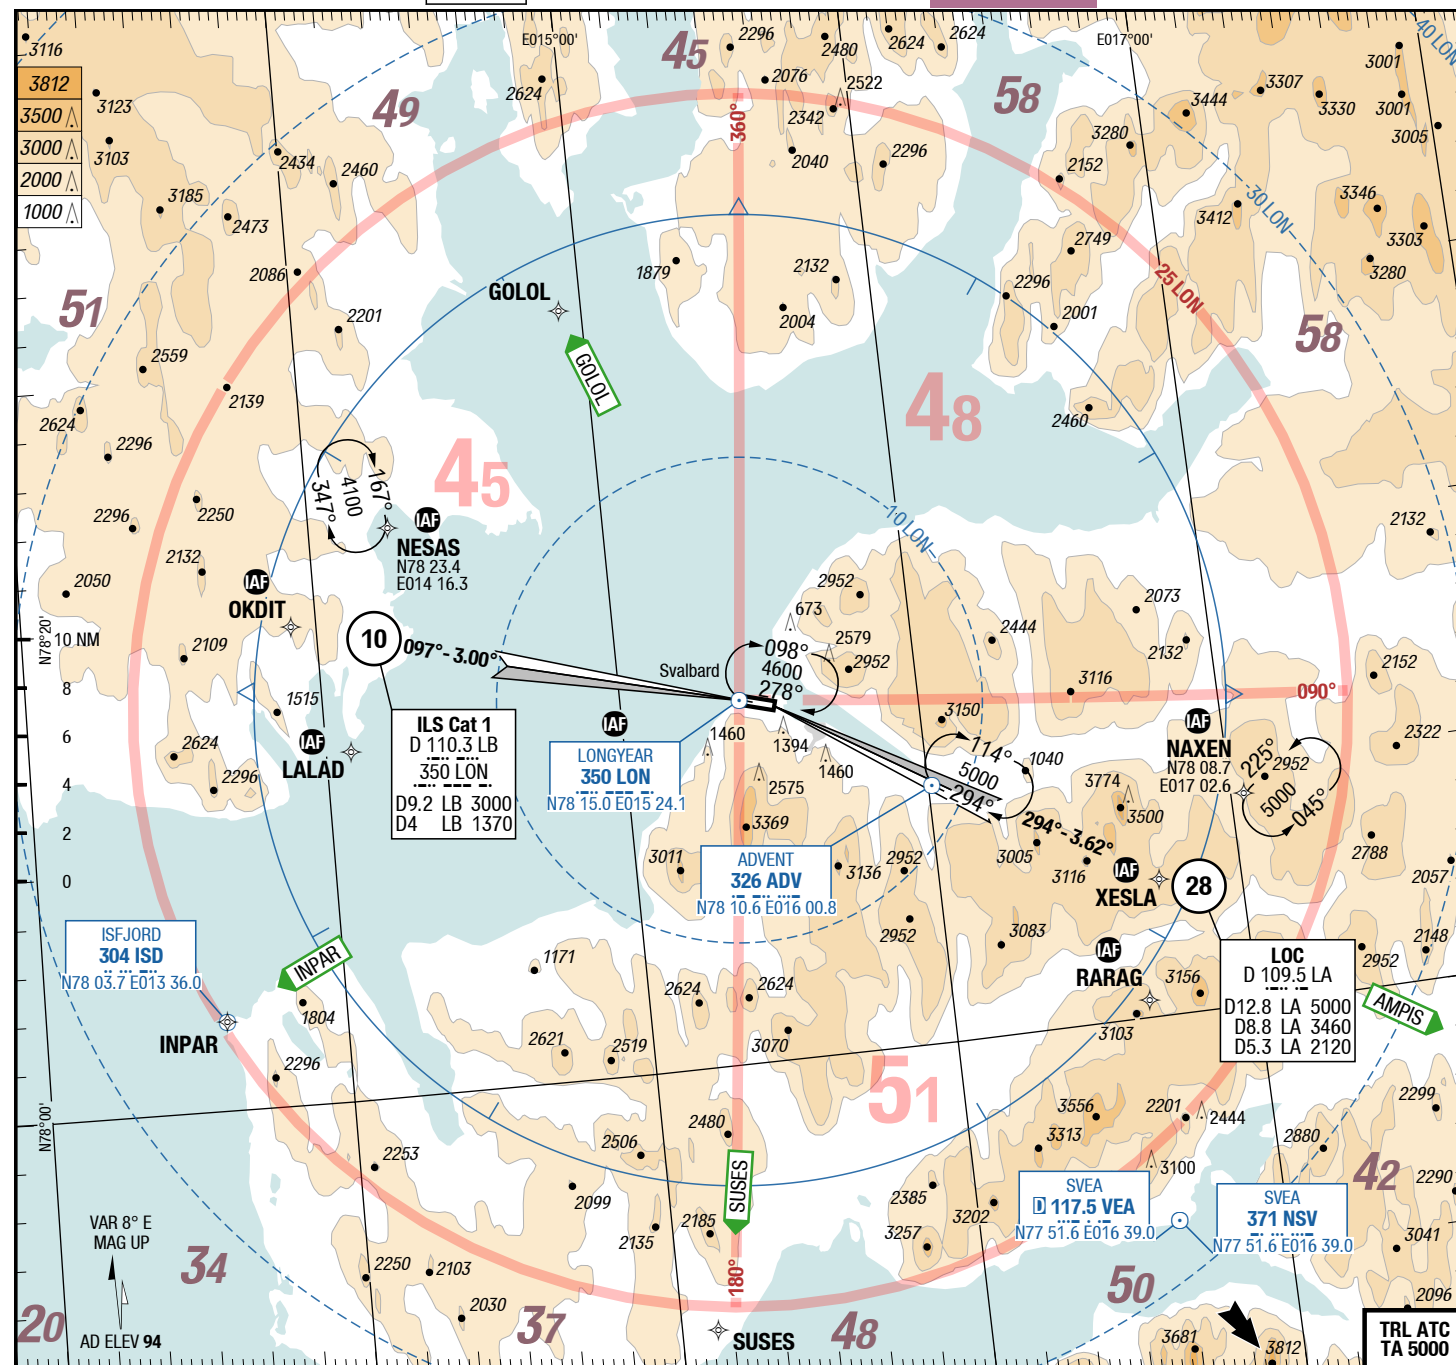 3116
3812
3500
3000
2000
1000
3123
3103
3185
2473
2434
2460
2086
2201
49
51
E015°00'
2624
45
2296
2480
2624
2624
2076
2522
2342
2040
2296
360°
58
E017°00'
3444
3280
2152
3307
3330
3001
3001
3005
40 LON
30 LON
3412
3346
3303
3280
25 LON
2749
2296
2001
58
1879
2132
2004
GOLOL
GOLOL
2559
2139
2624
2296
2250
2296
2132
2050
2109
45
48
2460
2132
167°
4100
347°
IAF
NESAS
N78 23.4
E014 16.3
IAF
OKDIT
10 LON
N78°20'
10 NM
8
6
4
2
0
10
097°- 3.00°
Svalbard
098°
4600
278°
673
2952
2579
2952
2444
2073
2132
3116
090°
2152
2322
3150
1515
2624
2296
IAF
LALAD
ILS Cat 1
D 110.3 LB
350 LON
D9.2 LB 3000
D4 LB 1370
IAF
LONGYEAR
350 LON
N78 15.0 E015 24.1
1460
1394
1460
2575
3369
114°
5000
294°
1040
294°- 3.62°
3774
3500
3005
3116
IAF
NAXEN
N78 08.7
E017 02.6
225°
2952
5000
045°
2788
2057
3011
ADVENT
326 ADV
N78 10.6 E016 00.8
3136
2952
2952
IAF
XESLA
28
3083
IAF
RARAG
3156
3103
LOC
D 109.5 LA
D12.8 LA 5000
D8.8 LA 3460
D5.3 LA 2120
2952
2148
AMPIS
ISFJORD
304 ISD
N78 03.7 E013 36.0
INPAR
INPAR
1804
2296
1171
2624
2624
2621
2519
3070
51
N78°00'
2253
2480
2506
2099
2135
2185
SUSES
180°
3556
3313
2201
2444
3100
2880
2299
42
2290
2385
3202
3257
SVEA
D 117.5 VEA
N77 51.6 E016 39.0
SVEA
371 NSV
N77 51.6 E016 39.0
3041
2096
VAR 8° E
MAG UP
AD ELEV 94
34
20
2250
2103
2030
37
SUSES
48
50
3681
3812
TRL ATC
TA 5000